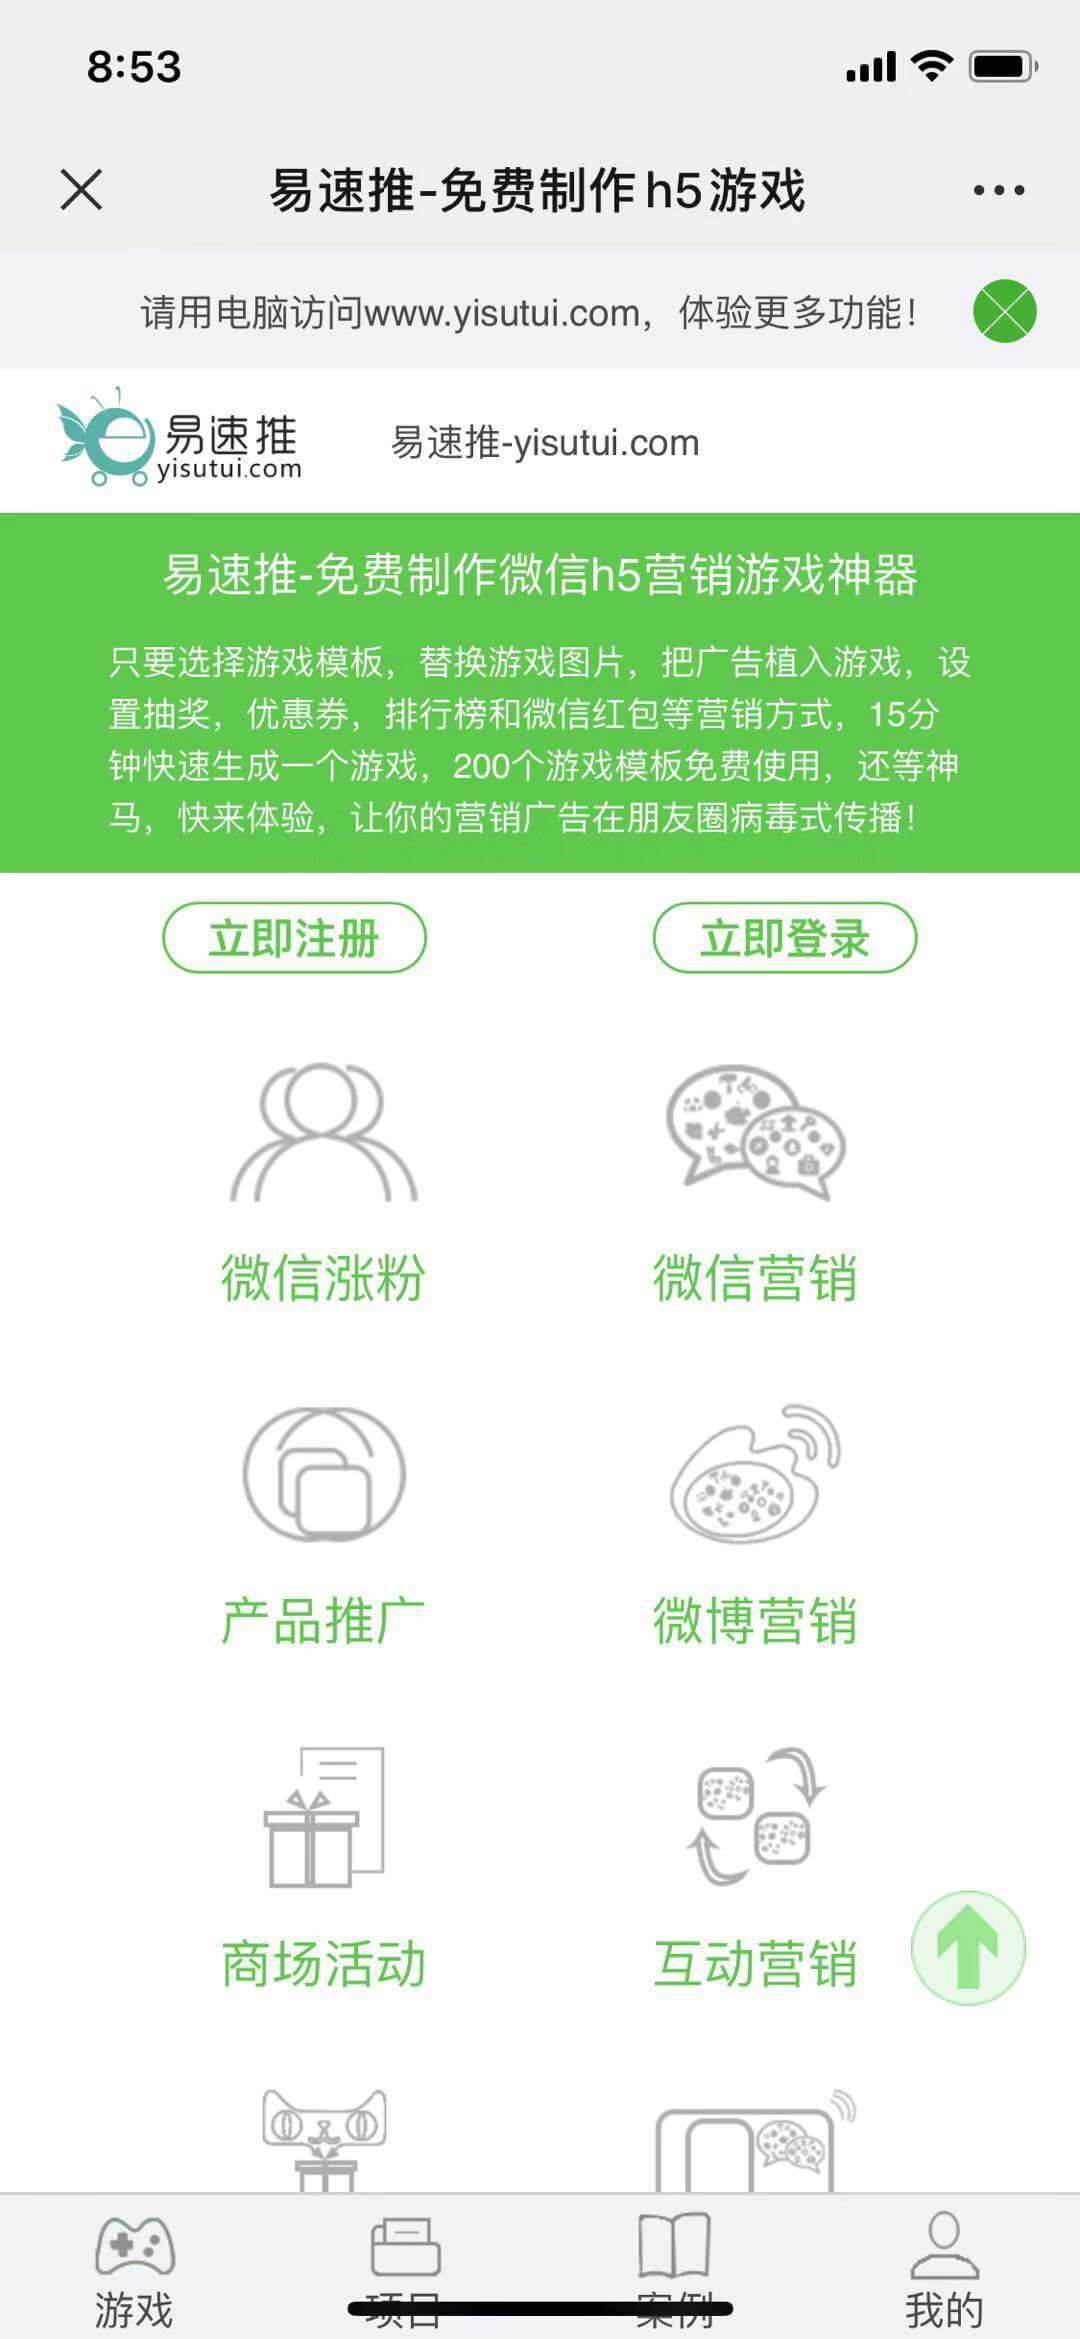 8:53
易速推-免费制作h5游戏
请用电脑访问www.yisutui.com，体验更多功能！
易速推
yisutui.com
易速推-yisutui.com
易速推-免费制作微信h5营销游戏神器
只要选择游戏模板，替换游戏图片，把广告植入游戏，设
置抽奖，优惠券，排行榜和微信红包等营销方式，15分
钟快速生成一个游戏，200个游戏模板免费使用，还等神
马，快来体验，让你的营销广告在朋友圈病毒式传播！
立即注册 立即登录
微信涨粉 微信营销
产品推广 微博营销
商场活动 互动营销
游戏 项目 案例 我的